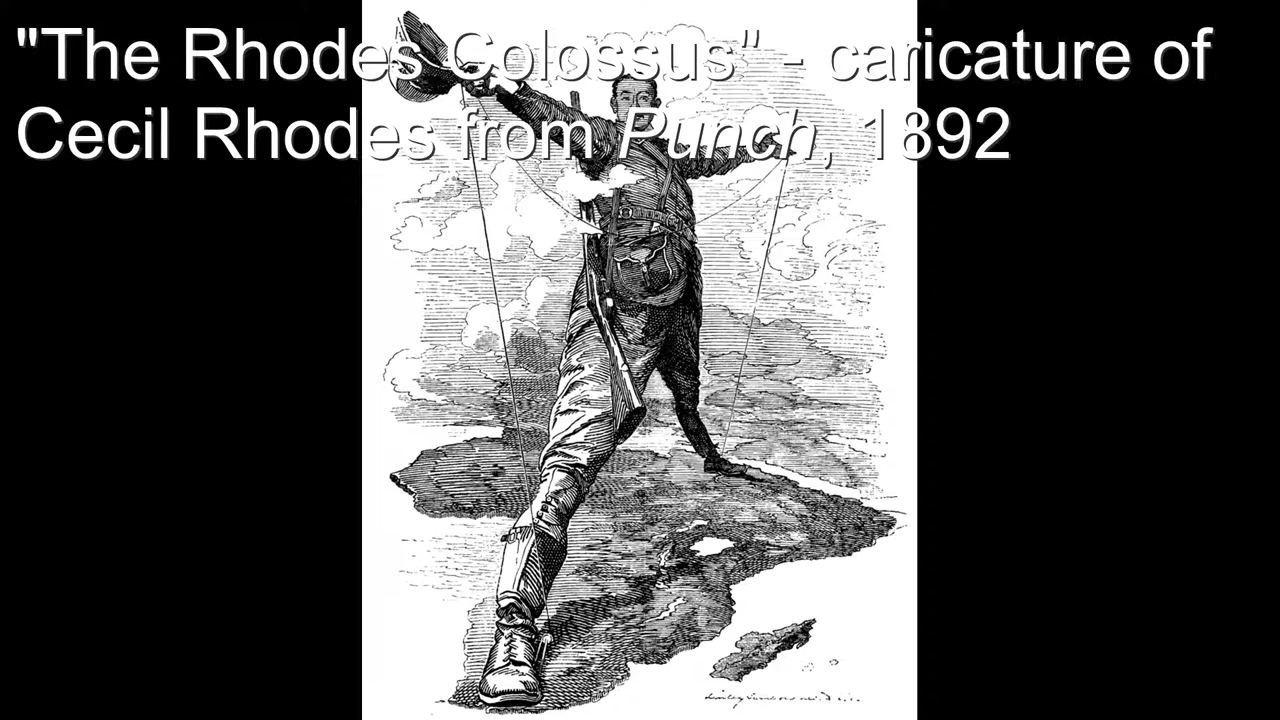 "The Rhodes Colossus" - caricature of
Cecil Rhodes from Punch, 1892